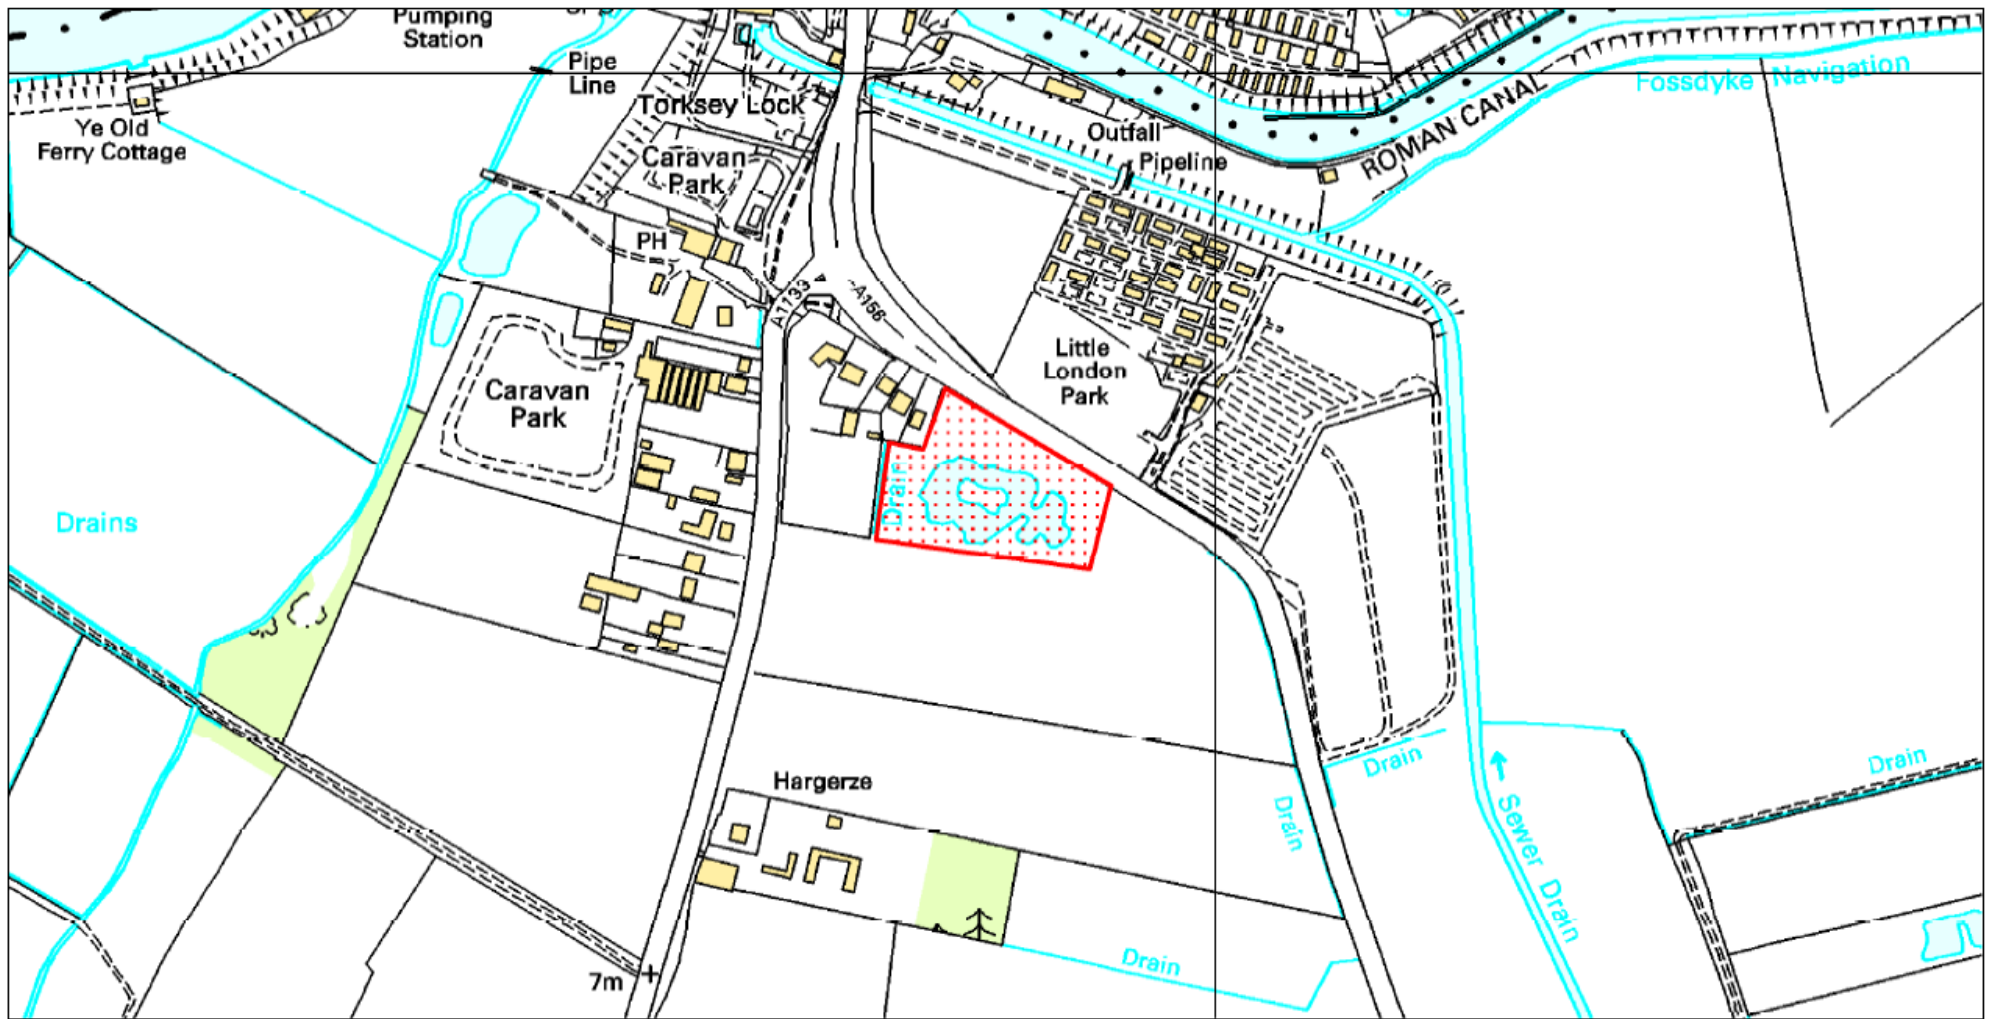 Pumping
Station
Pipe
Line
Torksey Lock
Ye Old
Ferry Cottage
Caravan
Park
Outfall
Pipeline
ROMAN CANAL
Fossdyke Navigation
PH
A1133
A156
Little
London
Park
Caravan
Park
Drain
Drains
Drain
Drain
Hargerze
Drain
Sewer Drain
Drain
7m